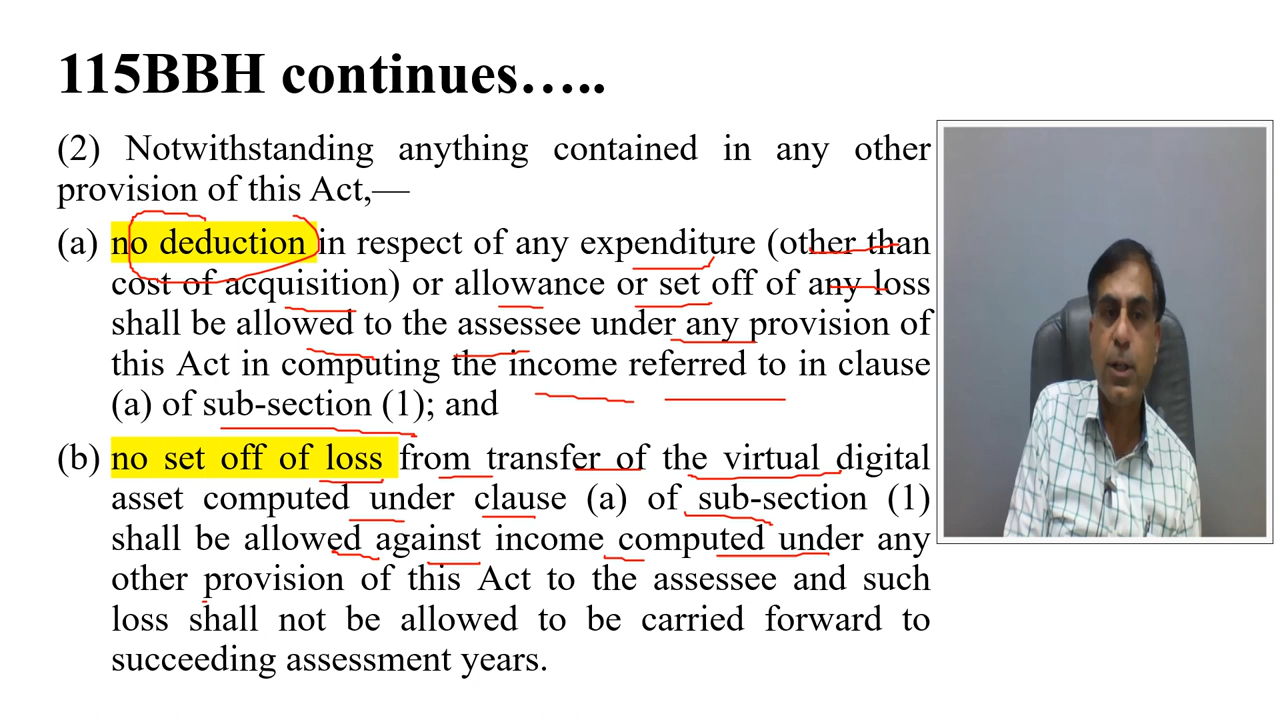 115BBH continues…..
(2) Notwithstanding anything contained in any other
provision of this Act,—
(a) no deduction in respect of any expenditure (other than
cost of acquisition) or allowance or set off of any loss
shall be allowed to the assessee under any provision of
this Act in computing the income referred to in clause
(a) of sub-section (1); and
(b) no set off of loss from transfer of the virtual digital
asset computed under clause (a) of sub-section (1)
shall be allowed against income computed under any
other provision of this Act to the assessee and such
loss shall not be allowed to be carried forward to
succeeding assessment years.